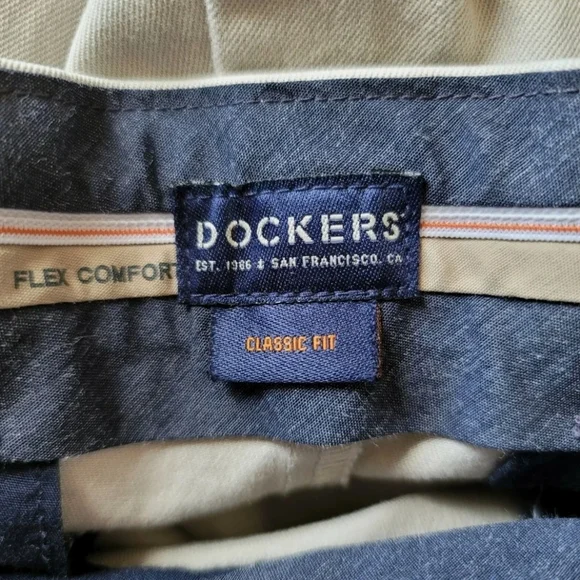 DOCKERS
EST. 1986 ⚓ SAN FRANCISCO, CA
FLEX COMFORT
CLASSIC FIT